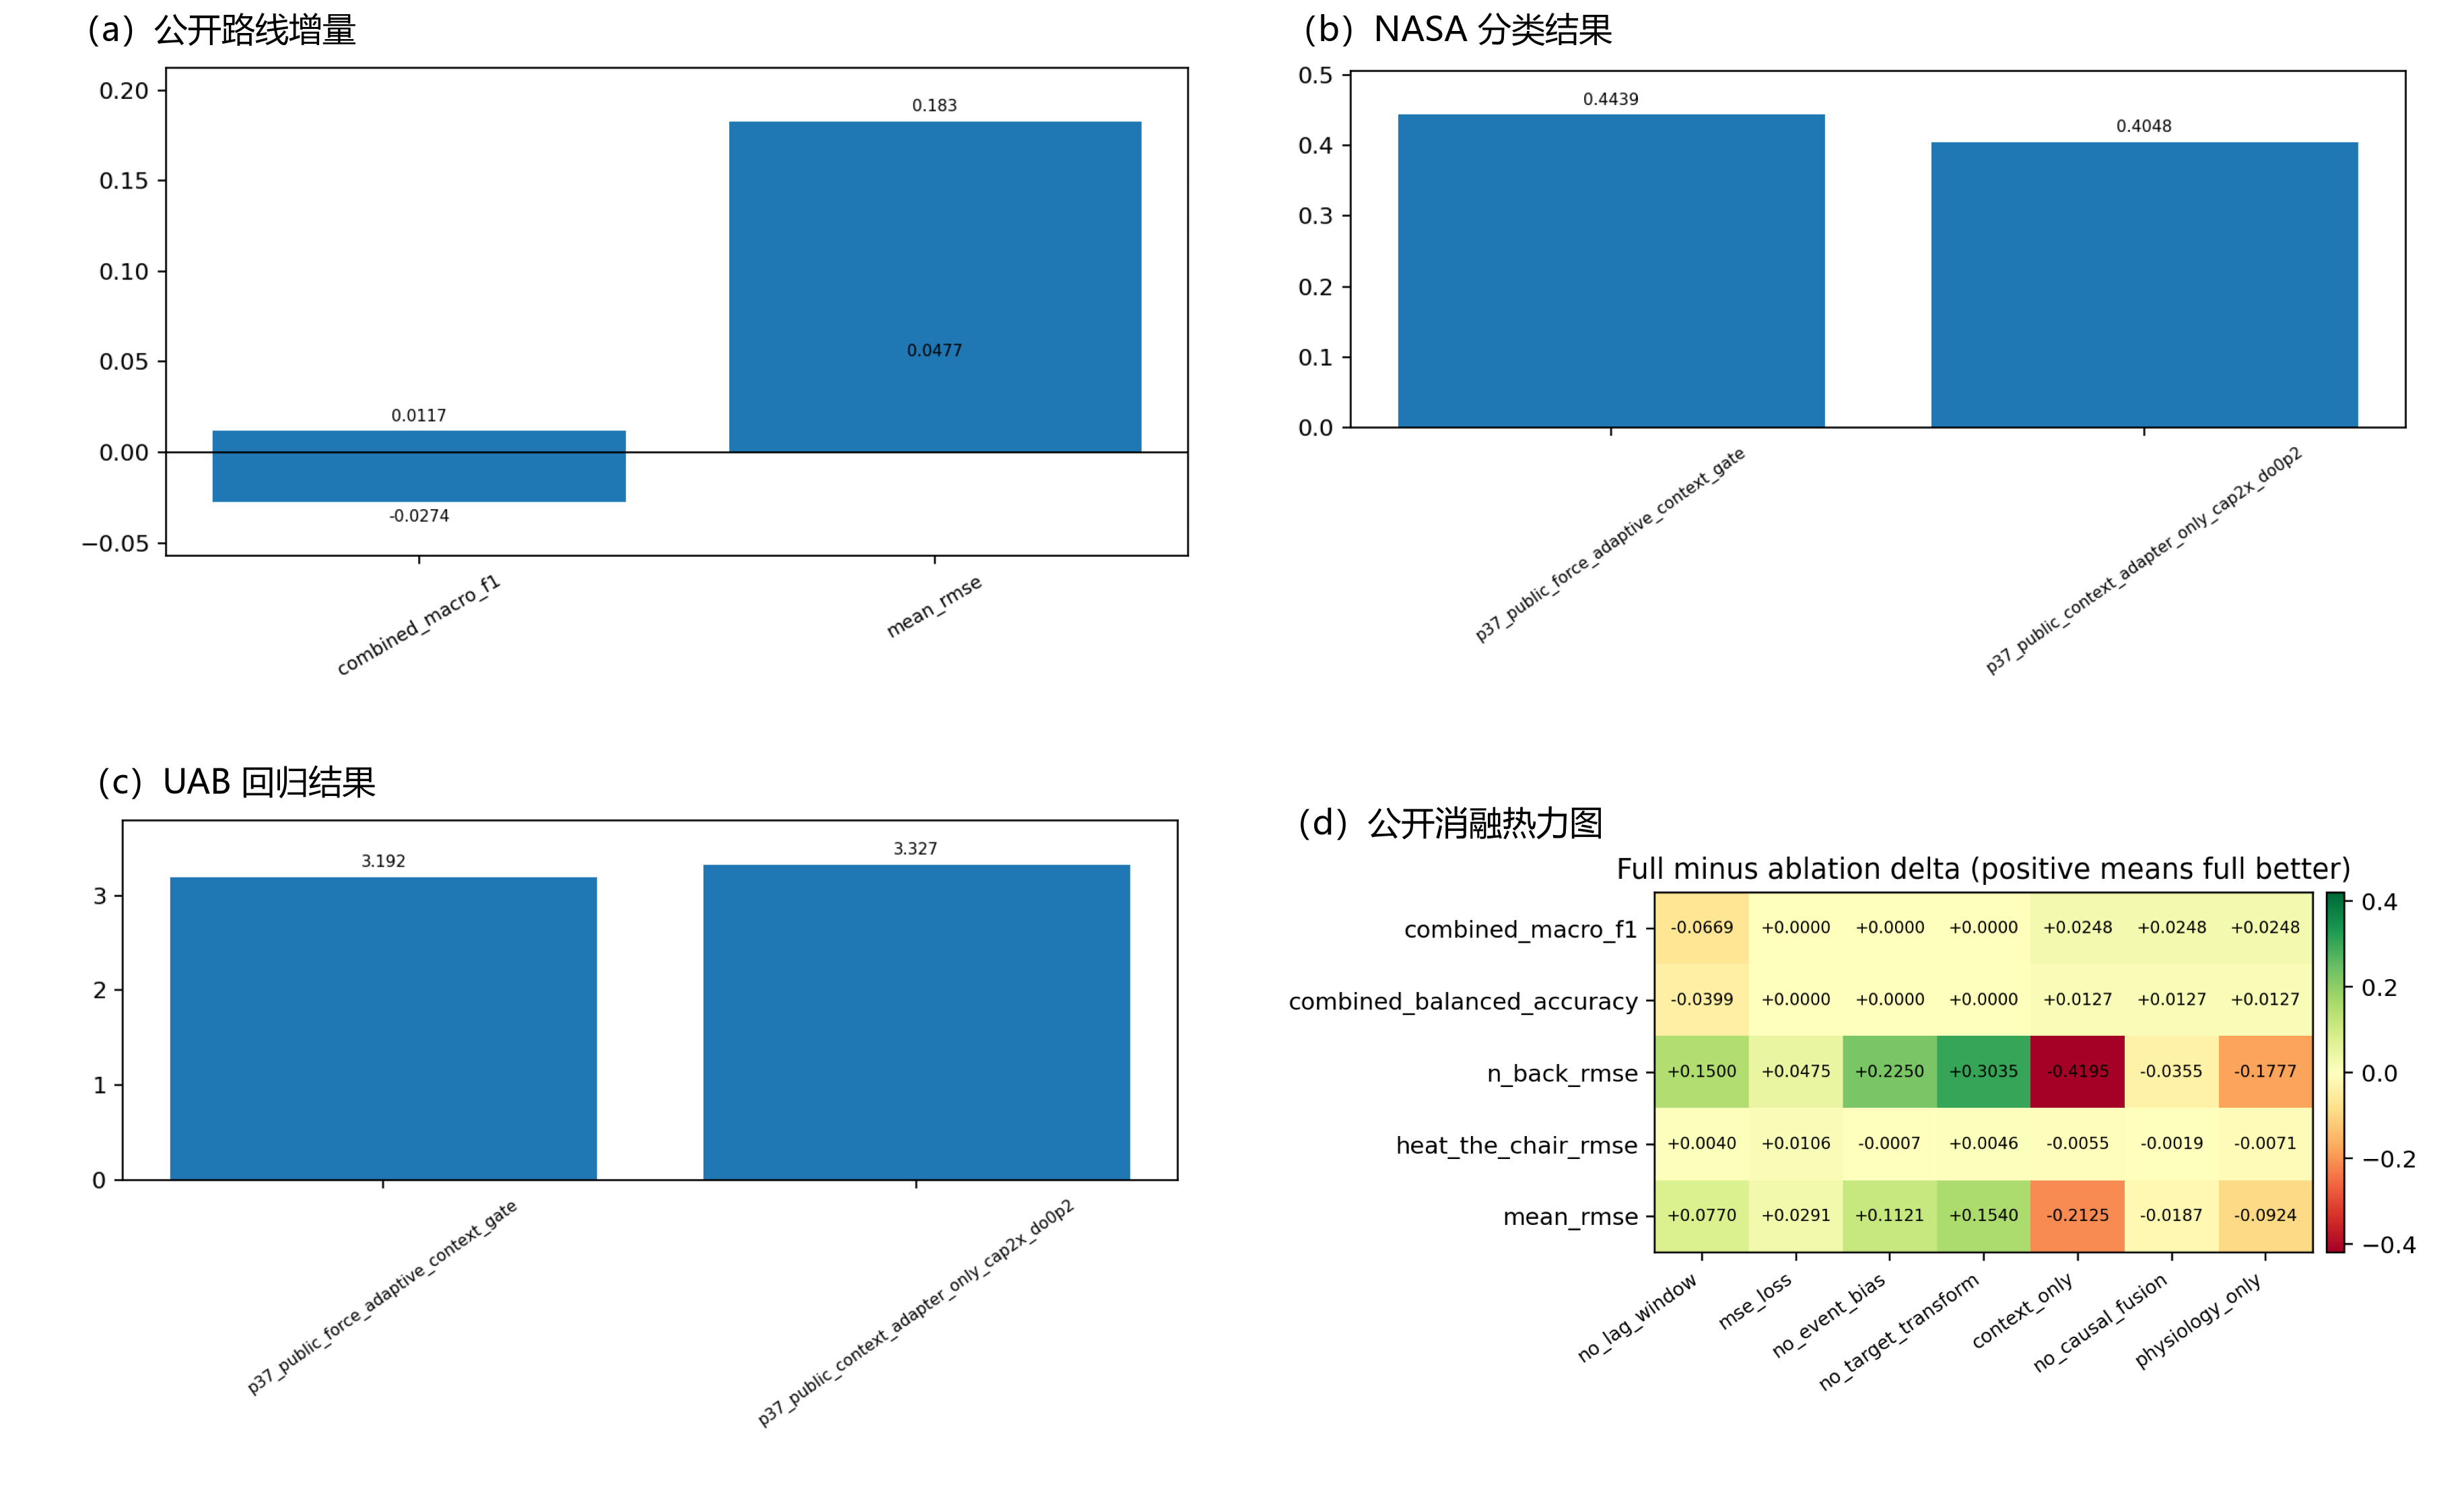 （a）公开路线增量
0.20
0.15
0.10
0.05
0.00
−0.05
0.0117
-0.0274
0.183
0.0477
combined_macro_f1
mean_rmse
（b）NASA 分类结果
0.5
0.4
0.3
0.2
0.1
0.0
0.4439
0.4048
p37_public_force_adaptive_context_gate
p37_public_context_adapter_only_cap2x_do0p2
（c）UAB 回归结果
3
2
1
0
3.192
3.327
p37_public_force_adaptive_context_gate
p37_public_context_adapter_only_cap2x_do0p2
（d）公开消融热力图
Full minus ablation delta (positive means full better)
combined_macro_f1 -0.0669 +0.0000 +0.0000 +0.0000 +0.0248 +0.0248 +0.0248
combined_balanced_accuracy -0.0399 +0.0000 +0.0000 +0.0000 +0.0127 +0.0127 +0.0127
n_back_rmse +0.1500 +0.0475 +0.2250 +0.3035 -0.4195 -0.0355 -0.1777
heat_the_chair_rmse +0.0040 +0.0106 -0.0007 +0.0046 -0.0055 -0.0019 -0.0071
mean_rmse +0.0770 +0.0291 +0.1121 +0.1540 -0.2125 -0.0187 -0.0924
no_lag_window
mse_loss
no_event_bias
no_target_transform
context_only
no_causal_fusion
physiology_only
0.4
0.2
0.0
−0.2
−0.4